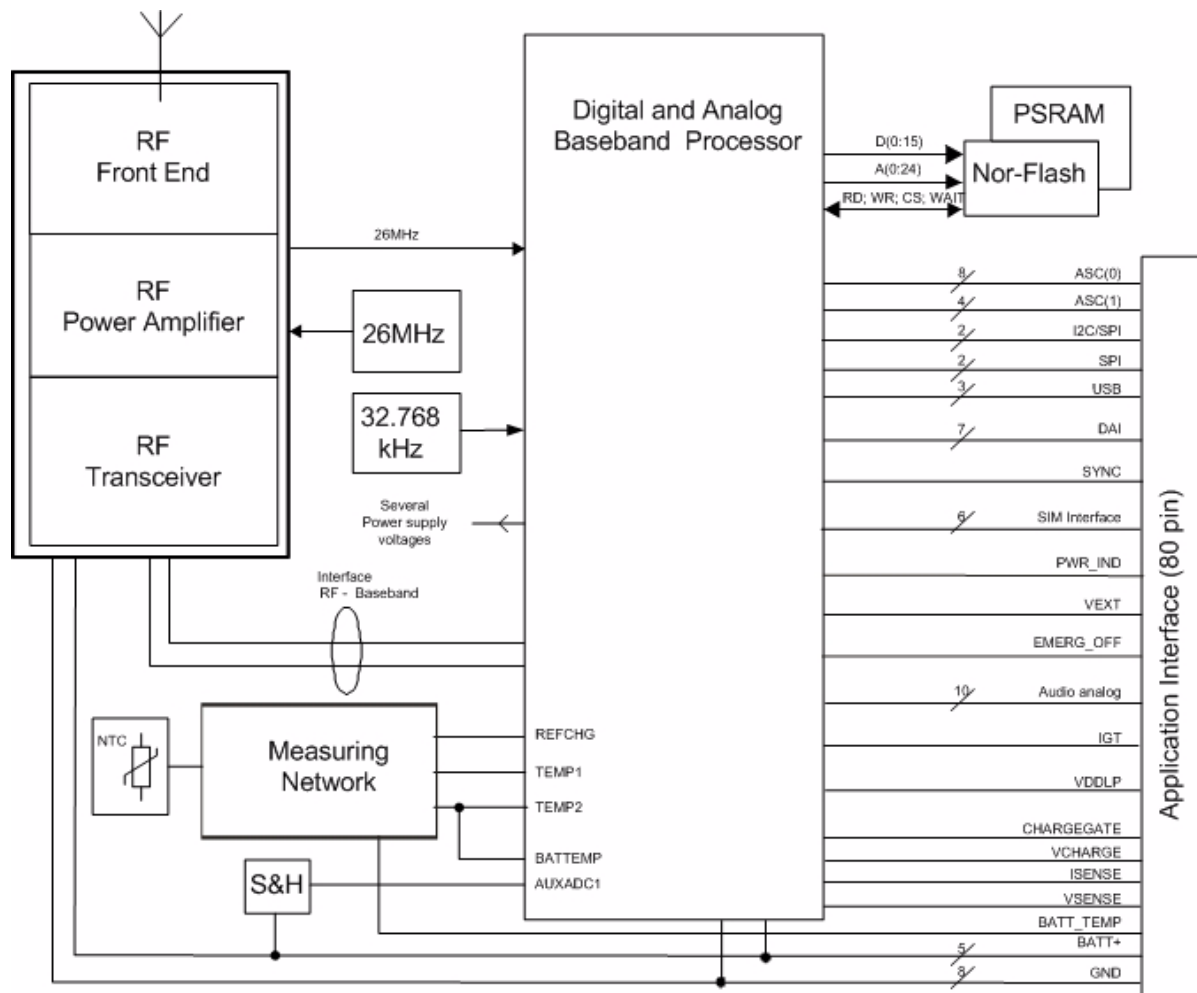 RF
Front End
RF
Power Amplifier
RF
Transceiver
26MHz
26MHz
32.768
kHz
Several
Power supply
voltages
Interface
RF - Baseband
NTC
Measuring
Network
S&H
Digital and Analog
Baseband Processor
REFCHG
TEMP1
TEMP2
BATTEMP
AUXADC1
D(0:15)
A(0:24)
RD; WR; CS; WAIT
PSRAM
Nor-Flash
8 ASC(0)
4 ASC(1)
2 I2C/SPI
2 SPI
3 USB
7 DAI
SYNC
6 SIM Interface
PWR_IND
VEXT
EMERG_OFF
10 Audio analog
IGT
VDDLP
CHARGEGATE
VCHARGE
ISENSE
VSENSE
BATT_TEMP
5 BATT+
8 GND
Application Interface (80 pin)